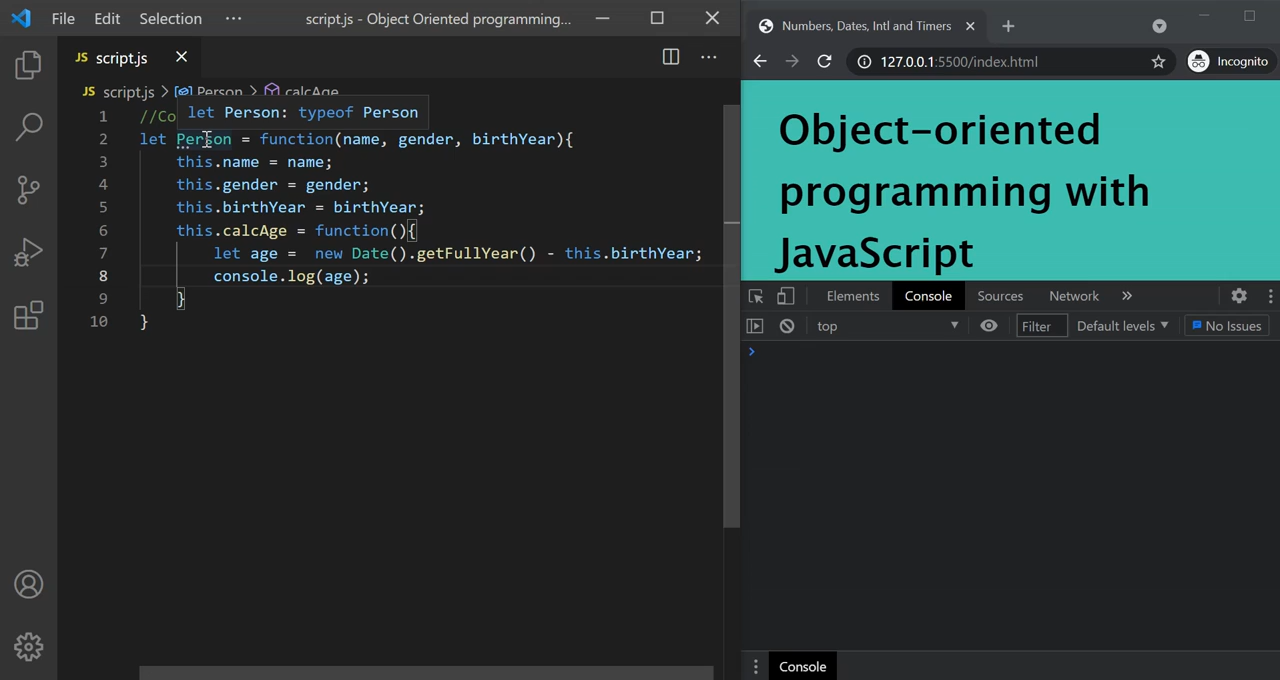 File Edit Selection ··· script.js - Object Oriented programming...
JS script.js
JS script.js > Person > calcAge
let Person: typeof Person
1 //Co
2 let Person = function(name, gender, birthYear){
3 this.name = name;
4 this.gender = gender;
5 this.birthYear = birthYear;
6 this.calcAge = function(){
7 let age =  new Date().getFullYear() - this.birthYear;
8 console.log(age);
9 }
10 }
Numbers, Dates, Intl and Timers
127.0.0.1:5500/index.html Incognito
Object-oriented
programming with
JavaScript
Elements Console Sources Network »
top Filter Default levels No Issues
>
Console